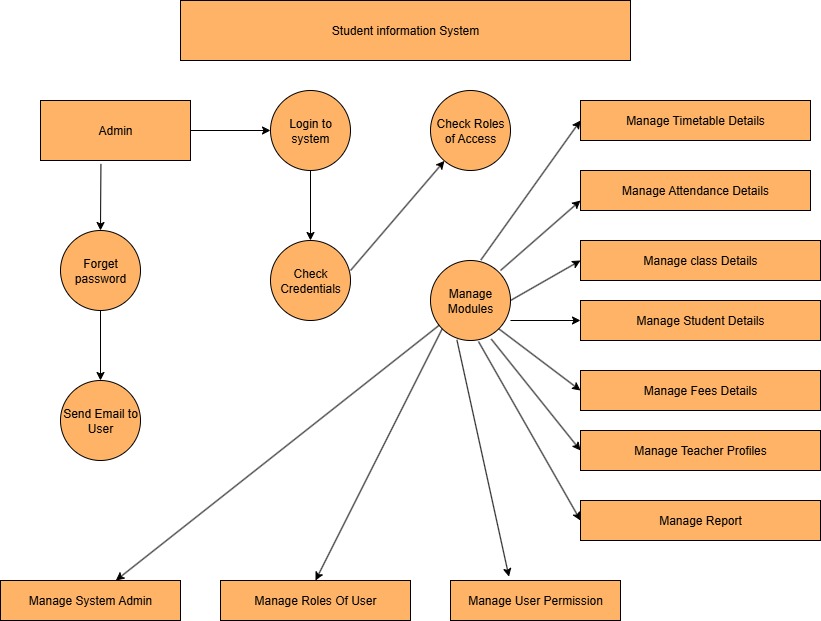 Student information System
Admin
Login to
system
Check Roles
of Access
Manage Timetable Details
Manage Attendance Details
Forget
password
Check
Credentials
Manage
Modules
Manage class Details
Manage Student Details
Manage Fees Details
Send Email to
User
Manage Teacher Profiles
Manage Report
Manage System Admin
Manage Roles Of User
Manage User Permission